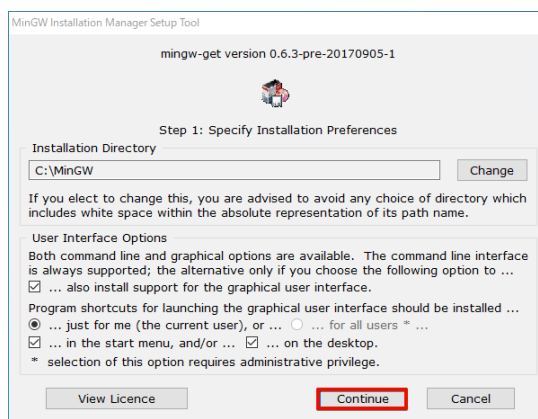 MinGW Installation Manager Setup Tool
mingw-get version 0.6.3-pre-20170905-1
Step 1: Specify Installation Preferences
Installation Directory
C:\MinGW
Change
If you elect to change this, you are advised to avoid any choice of directory which
includes white space within the absolute representation of its path name.
User Interface Options
Both command line and graphical options are available. The command line interface
is always supported; the alternative only if you choose the following option to ...
... also install support for the graphical user interface.
Program shortcuts for launching the graphical user interface should be installed ...
... just for me (the current user), or ... ... for all users * ...
... in the start menu, and/or ... ... on the desktop.
* selection of this option requires administrative privilege.
View Licence Continue Cancel